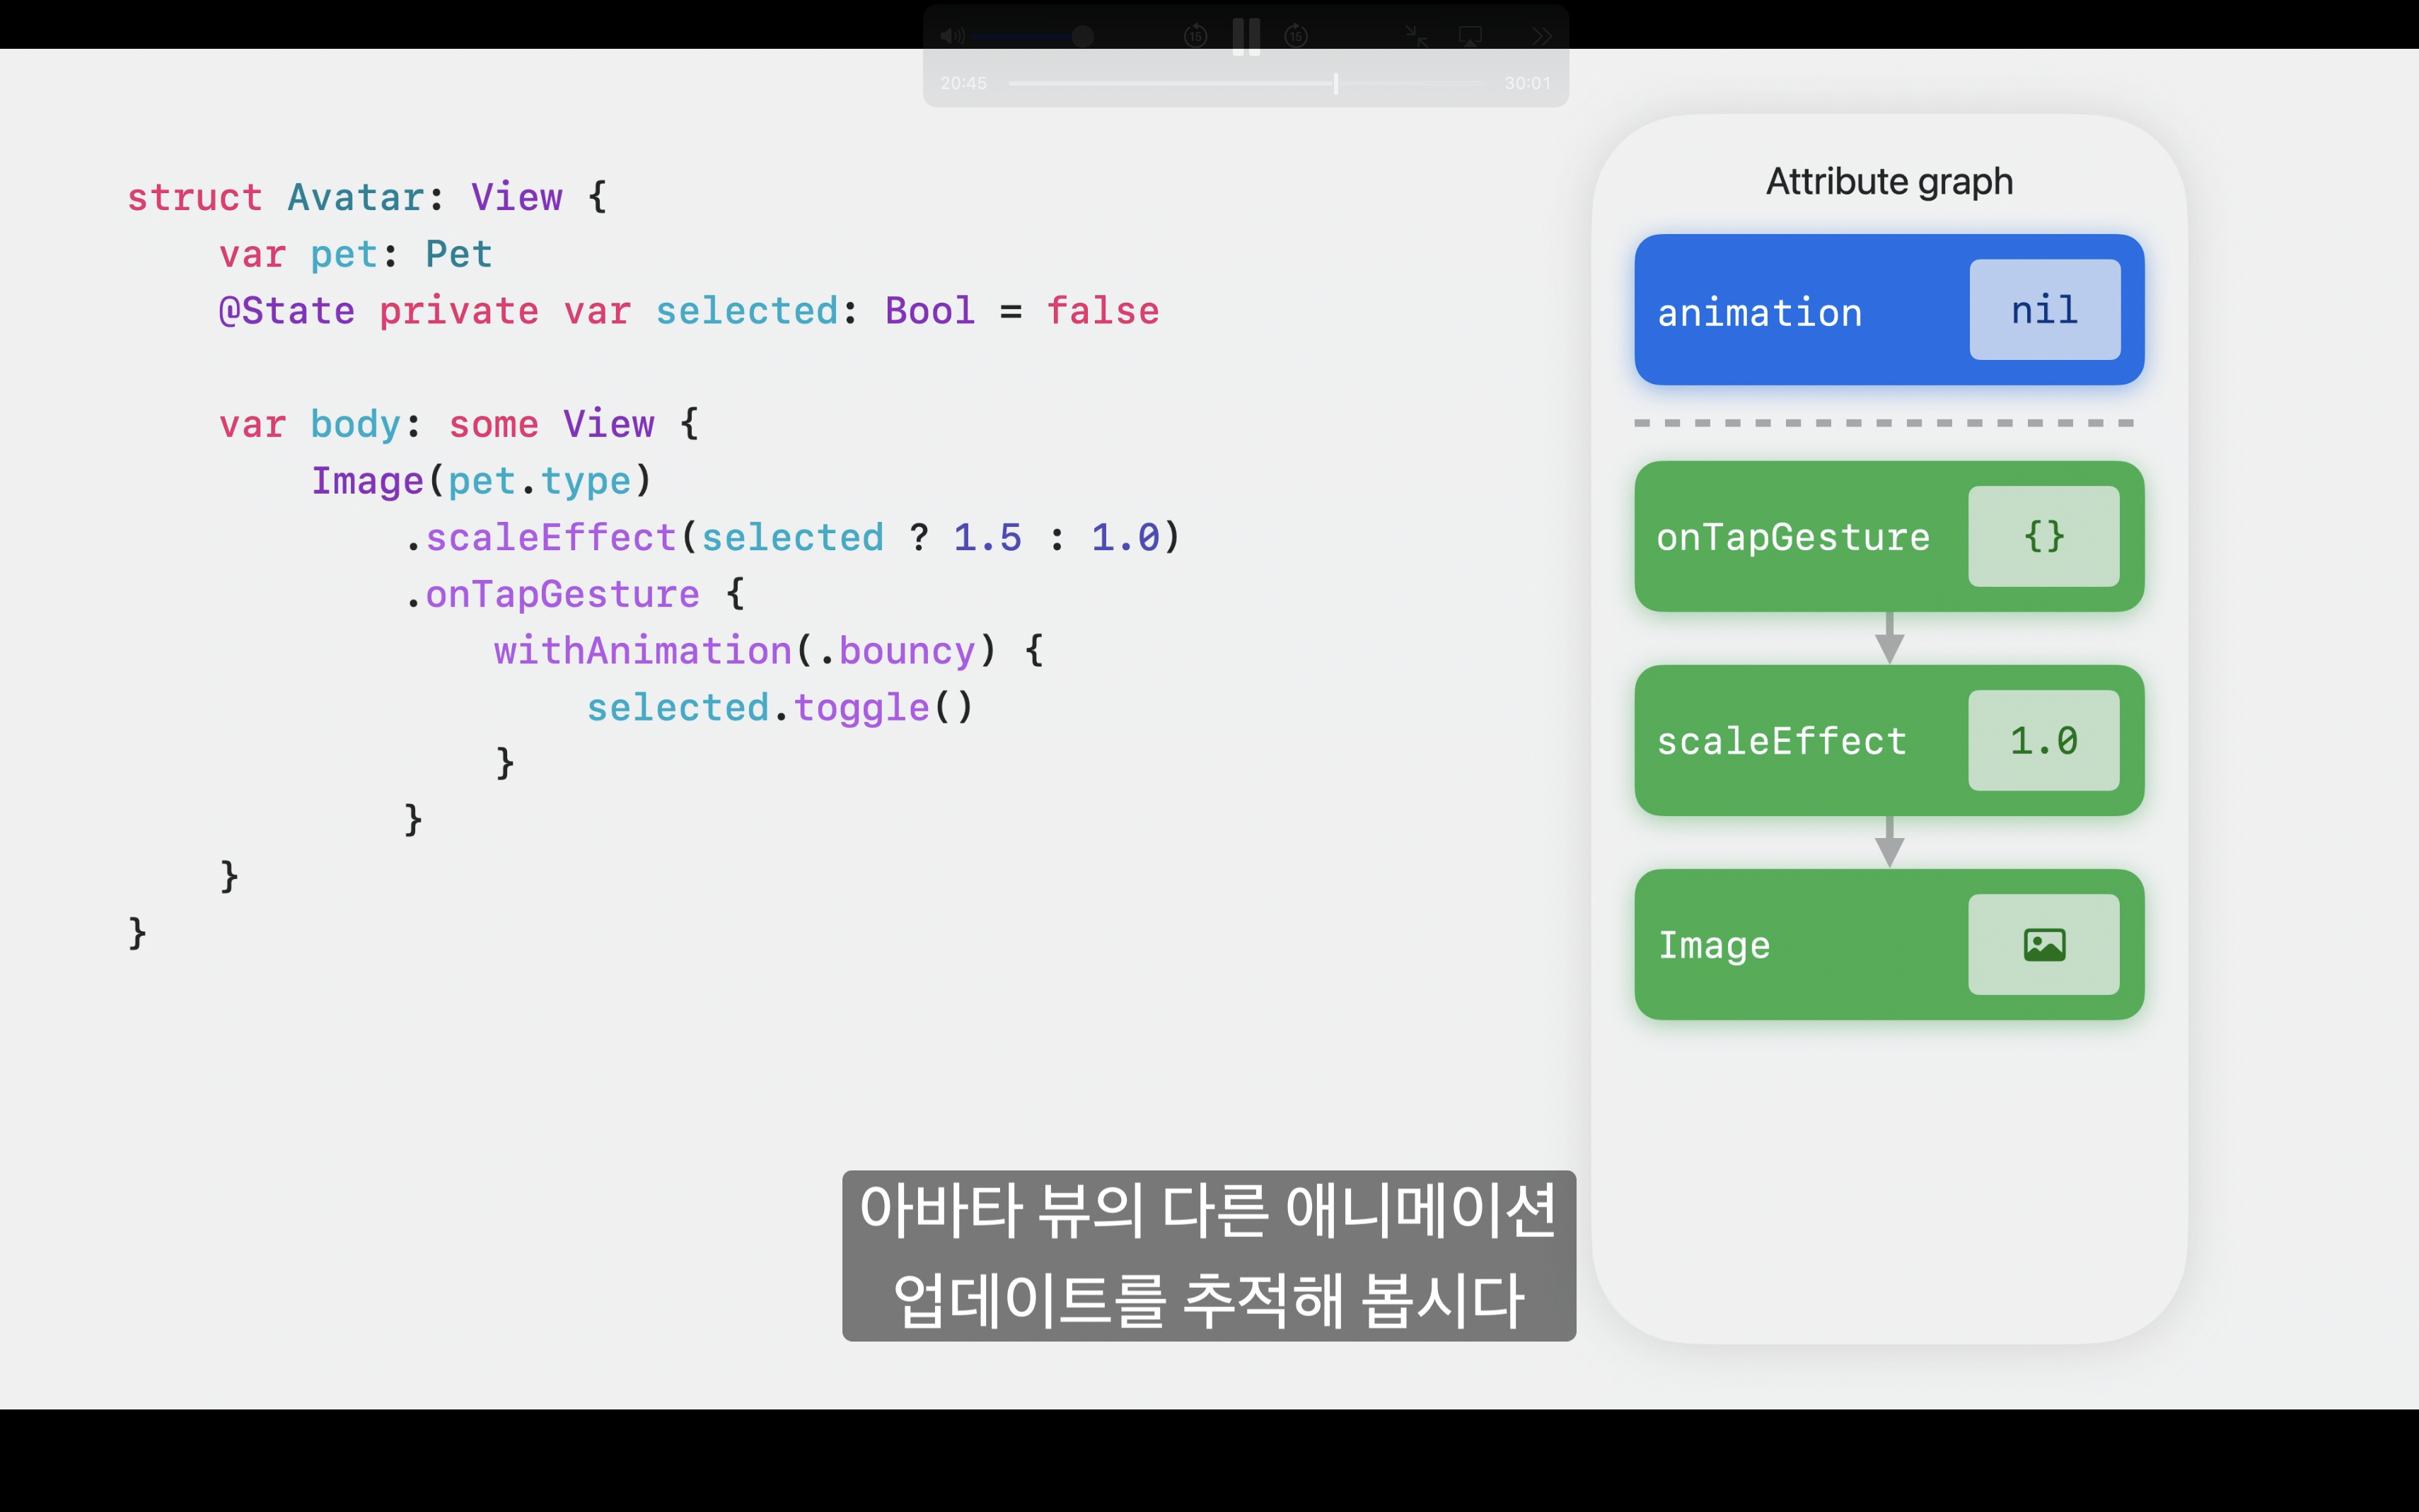 15
15
20:45
30:01
struct Avatar: View {
    var pet: Pet
    @State private var selected: Bool = false
    var body: some View {
        Image(pet.type)
            .scaleEffect(selected ? 1.5 : 1.0)
            .onTapGesture {
                withAnimation(.bouncy) {
                    selected.toggle()
                }
            }
    }
}
Attribute graph
animation nil
onTapGesture {}
scaleEffect 1.0
Image
아바타 뷰의 다른 애니메이션
업데이트를 추적해 봅시다